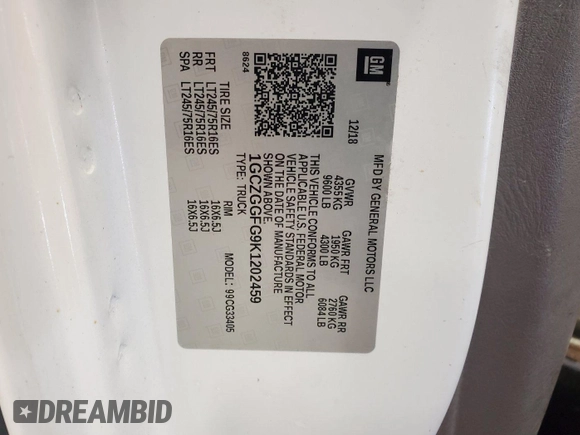 GM
MFD BY GENERAL MOTORS LLC
12/18
GVWR
4355 KG
9600 LB
GAWR FRT
1950 KG
4300 LB
GAWR RR
2760 KG
6084 LB
THIS VEHICLE CONFORMS TO ALL
APPLICABLE U.S. FEDERAL MOTOR
VEHICLE SAFETY STANDARDS IN EFFECT
ON THE DATE OF MANUFACTURE
SHOWN ABOVE.
1GCZGGFG9K1202459
TYPE: TRUCK
MODEL: 99CG33405
8624
TIRE SIZE
RIM
FRT LT245/75R16ES 16X6.5J
RR LT245/75R16ES 16X6.5J
SPA LT245/75R16ES 16X6.5J
DREAMBID